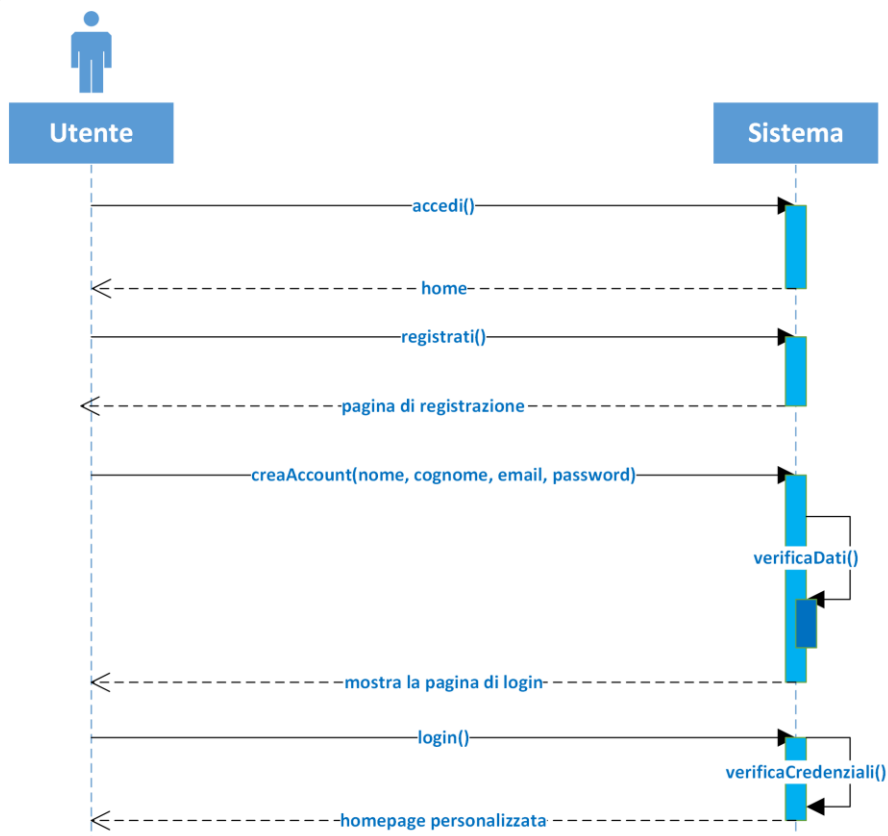 Utente
Sistema
accedi()
home
registrati()
pagina di registrazione
creaAccount(nome, cognome, email, password)
verificaDati()
mostra la pagina di login
login()
verificaCredenziali()
homepage personalizzata